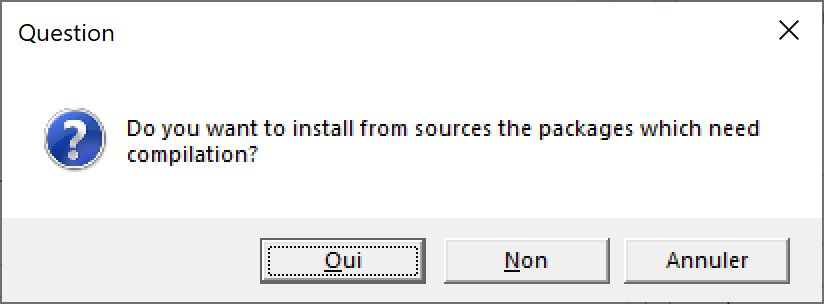 Question
Do you want to install from sources the packages which need
compilation?
Oui
Non
Annuler